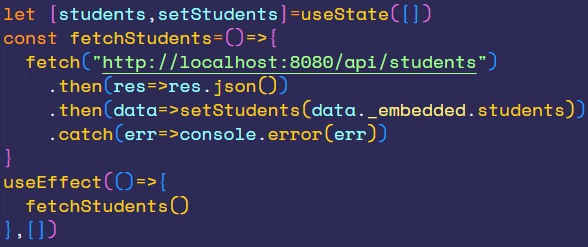 let [students,setStudents]=useState([])
const fetchStudents=()=>{
  fetch("http://localhost:8080/api/students")
    .then(res=>res.json())
    .then(data=>setStudents(data._embedded.students))
    .catch(err=>console.error(err))
}
useEffect(()=>{
  fetchStudents()
},[])